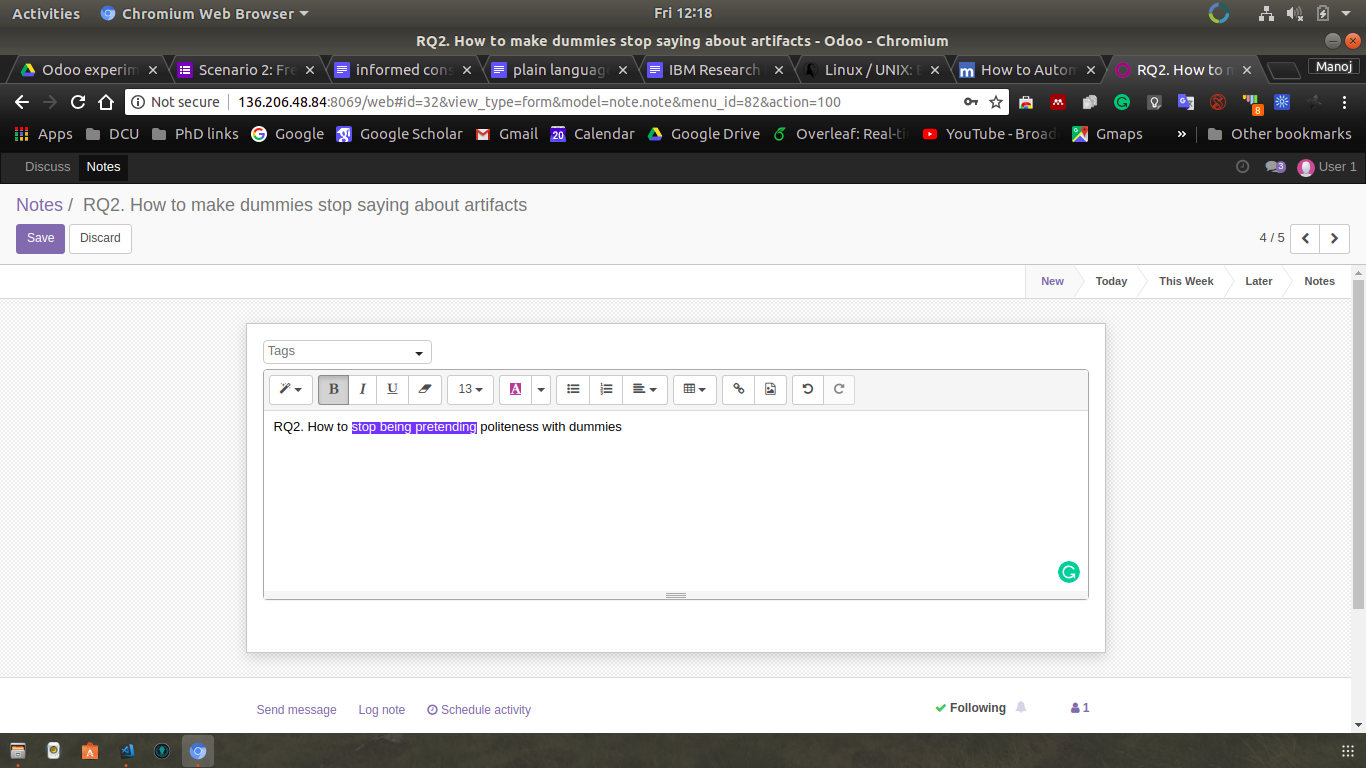 Activities Chromium Web Browser Fri 12:18
RQ2. How to make dummies stop saying about artifacts - Odoo - Chromium
Odoo experim Scenario 2: Fre informed cons plain language IBM Research Linux / UNIX: How to Autom RQ2. How to m Manoj
Not secure 136.206.48.84:8069/web#id=32&view_type=form&model=note.note&menu_id=82&action=100 8
Apps DCU PhD links Google Google Scholar Gmail 20 Calendar Google Drive Overleaf: Real-ti YouTube - Broad Gmaps » Other bookmarks
Discuss Notes 3 User 1
Notes / RQ2. How to make dummies stop saying about artifacts
Save Discard 4 / 5
New Today This Week Later Notes
Tags
B I U 13 A
RQ2. How to stop being pretending politeness with dummies
Send message Log note Schedule activity Following 1